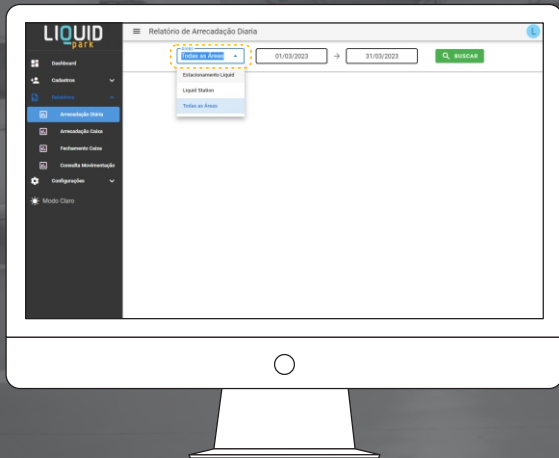 LIQUID
park
Relatório de Arrecadação Diaria
L
Dashboard
Cadastros
Relatórios
Arrecadação Diária
Arrecadação Caixa
Fechamento Caixa
Consulta Movimentação
Configurações
Modo Claro
Todas as Áreas
01/03/2023
31/03/2023
BUSCAR
Estacionamento Liquid
Liquid Station
Todas as Áreas